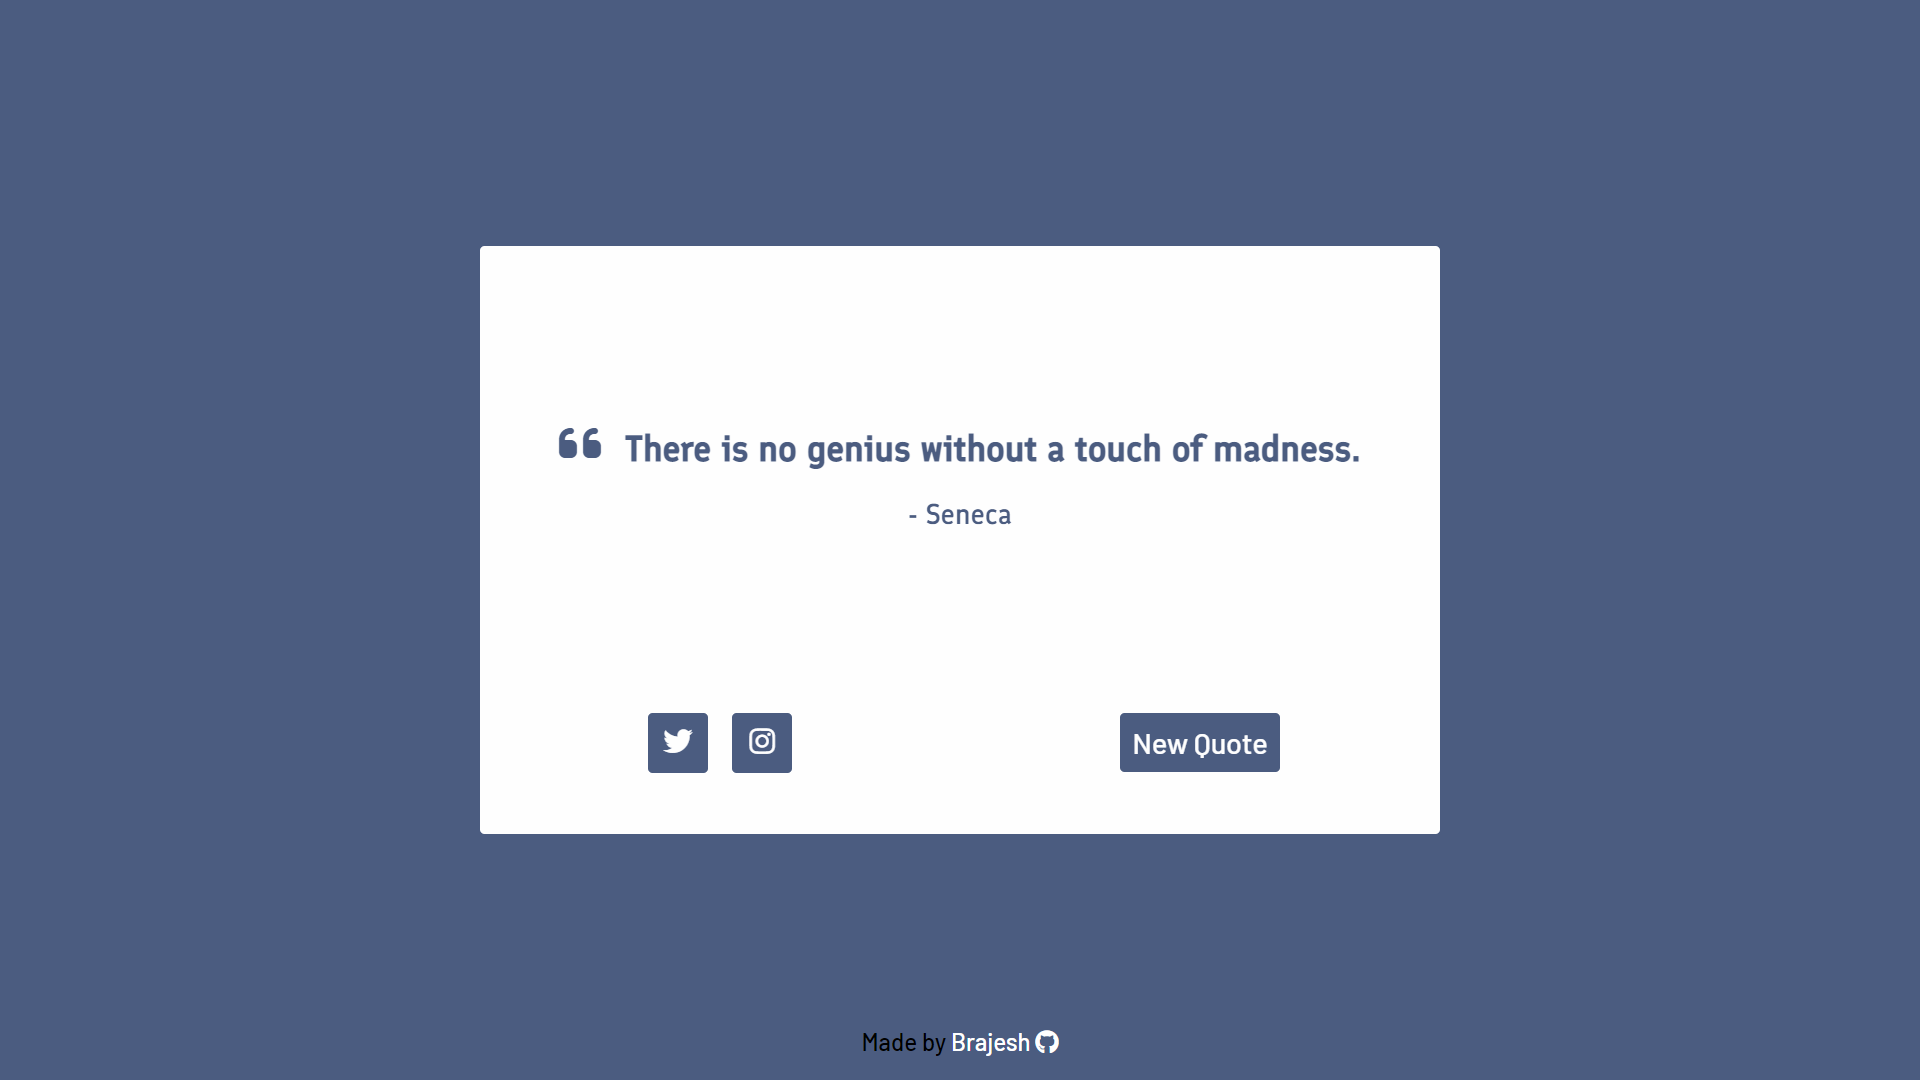 “ There is no genius without a touch of madness.
- Seneca
New Quote
Made by Brajesh